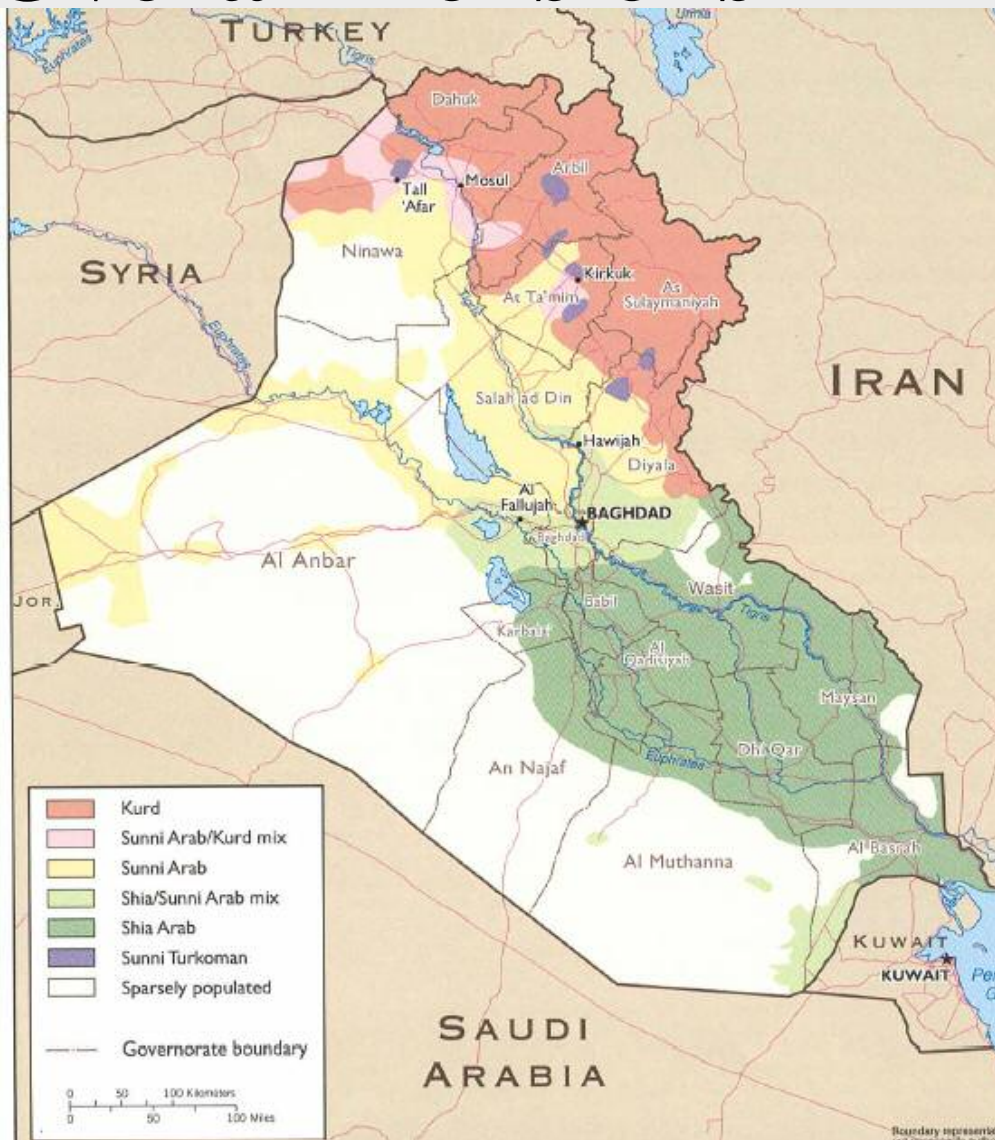 TURKEY
Urmia
Euphrates
Tigris
Dahuk
Arbil
Mosul
Tall
'Afar
Ninawa
SYRIA
Kirkuk
At Ta'mim
As
Sulaymaniyah
Tigris
Euphrates
IRAN
Salah ad Din
Hawijah
Diyala
Al
Fallujah
BAGHDAD
Baghdad
Al Anbar
JOR.
Wasit
Tigris
Babil
Karbala'
Al
Qadisiyah
Maysan
Dhi Qar
Euphrates
An Najaf
Al Muthanna
Al Basrah
KUWAIT
KUWAIT
Kurd
Sunni Arab/Kurd mix
Sunni Arab
Shia/Sunni Arab mix
Shia Arab
Sunni Turkoman
Sparsely populated
Governorate boundary
0 50 100 Kilometers
0 50 100 Miles
SAUDI
ARABIA